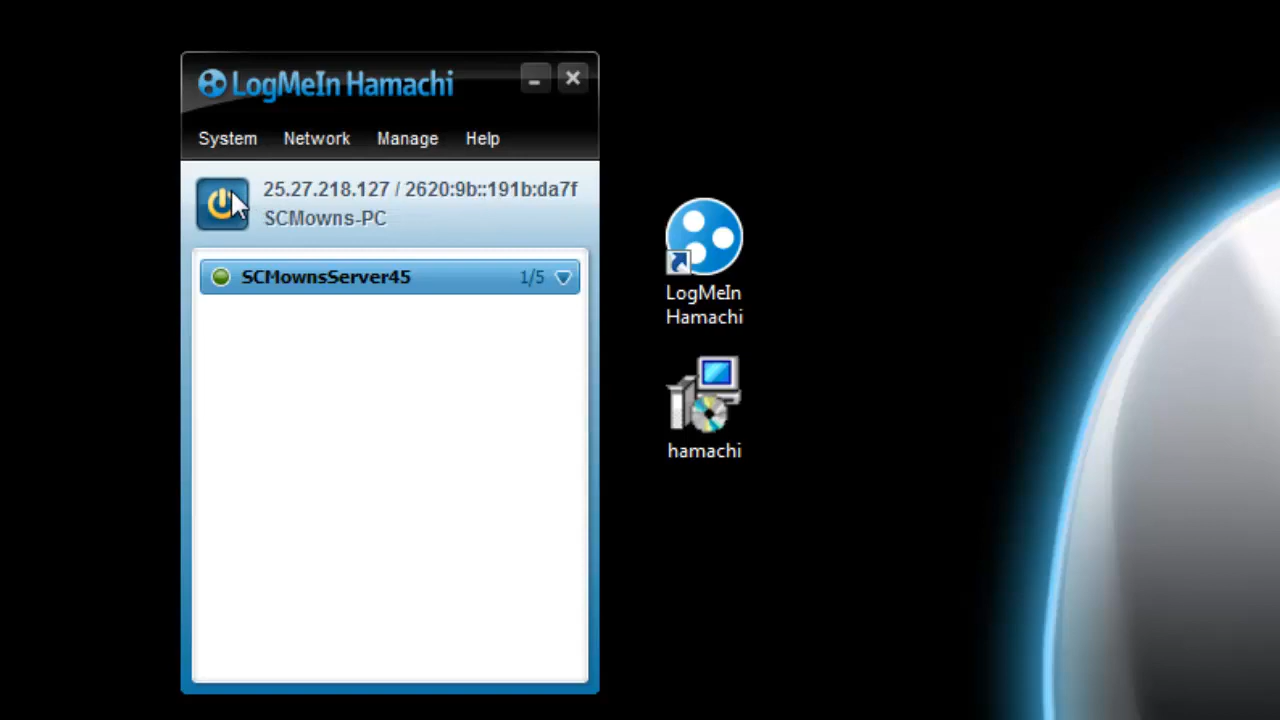 LogMeIn Hamachi
System Network Manage Help
25.27.218.127 / 2620:9b::191b:da7f
SCMowns-PC
SCMownsServer45 1/5
LogMeIn
Hamachi
hamachi